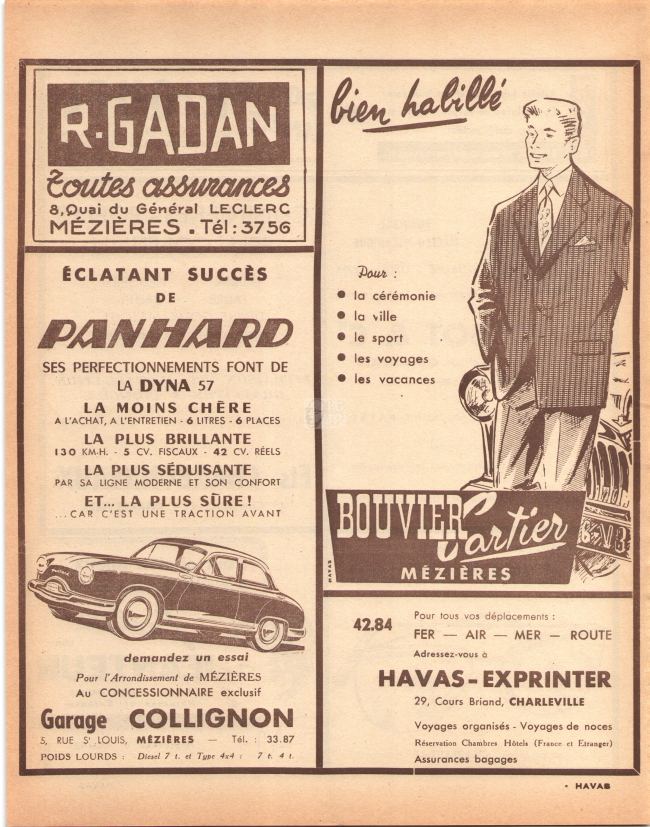 R. GADAN
Toutes assurances
8, Quai du Général LECLERC
MÉZIÈRES . Tél : 3756
ÉCLATANT SUCCÈS
DE
PANHARD
SES PERFECTIONNEMENTS FONT DE
LA DYNA 57
LA MOINS CHÈRE
A L'ACHAT, A L'ENTRETIEN - 6 LITRES - 6 PLACES
LA PLUS BRILLANTE
130 KM-H. - 5 CV. FISCAUX - 42 CV. RÉELS
LA PLUS SÉDUISANTE
PAR SA LIGNE MODERNE ET SON CONFORT
ET... LA PLUS SÛRE !
...CAR C'EST UNE TRACTION AVANT
demandez un essai
Pour l'Arrondissement de MÉZIÈRES
Au CONCESSIONNAIRE exclusif
Garage COLLIGNON
5, RUE St LOUIS, MÉZIÈRES — Tél. : 33.87
POIDS LOURDS : Diesel 7 t. et Type 4x4 : 7 t. 4 t.
bien habillé
Pour :
● la cérémonie
● la ville
● le sport
● les voyages
● les vacances
BOUVIER Cartier
MÉZIÈRES
HAVAS
42.84
Pour tous vos déplacements :
FER — AIR — MER — ROUTE
Adressez-vous à
HAVAS-EXPRINTER
29, Cours Briand, CHARLEVILLE
Voyages organisés - Voyages de noces
Réservation Chambres Hôtels (France et Etranger)
Assurances bagages
• HAVAS